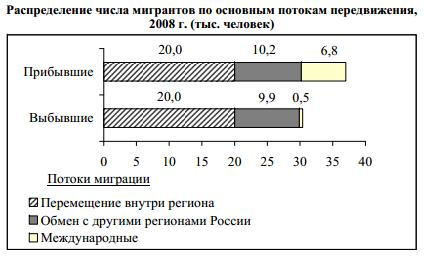 Распределение числа мигрантов по основным потокам передвижения,
2008 г. (тыс. человек)
20,0 10,2 6,8
Прибывшие
20,0 9,9 0,5
Выбывшие
0 5 10 15 20 25 30 35 40
Потоки миграции
Перемещение внутри региона
Обмен с другими регионами России
Международные